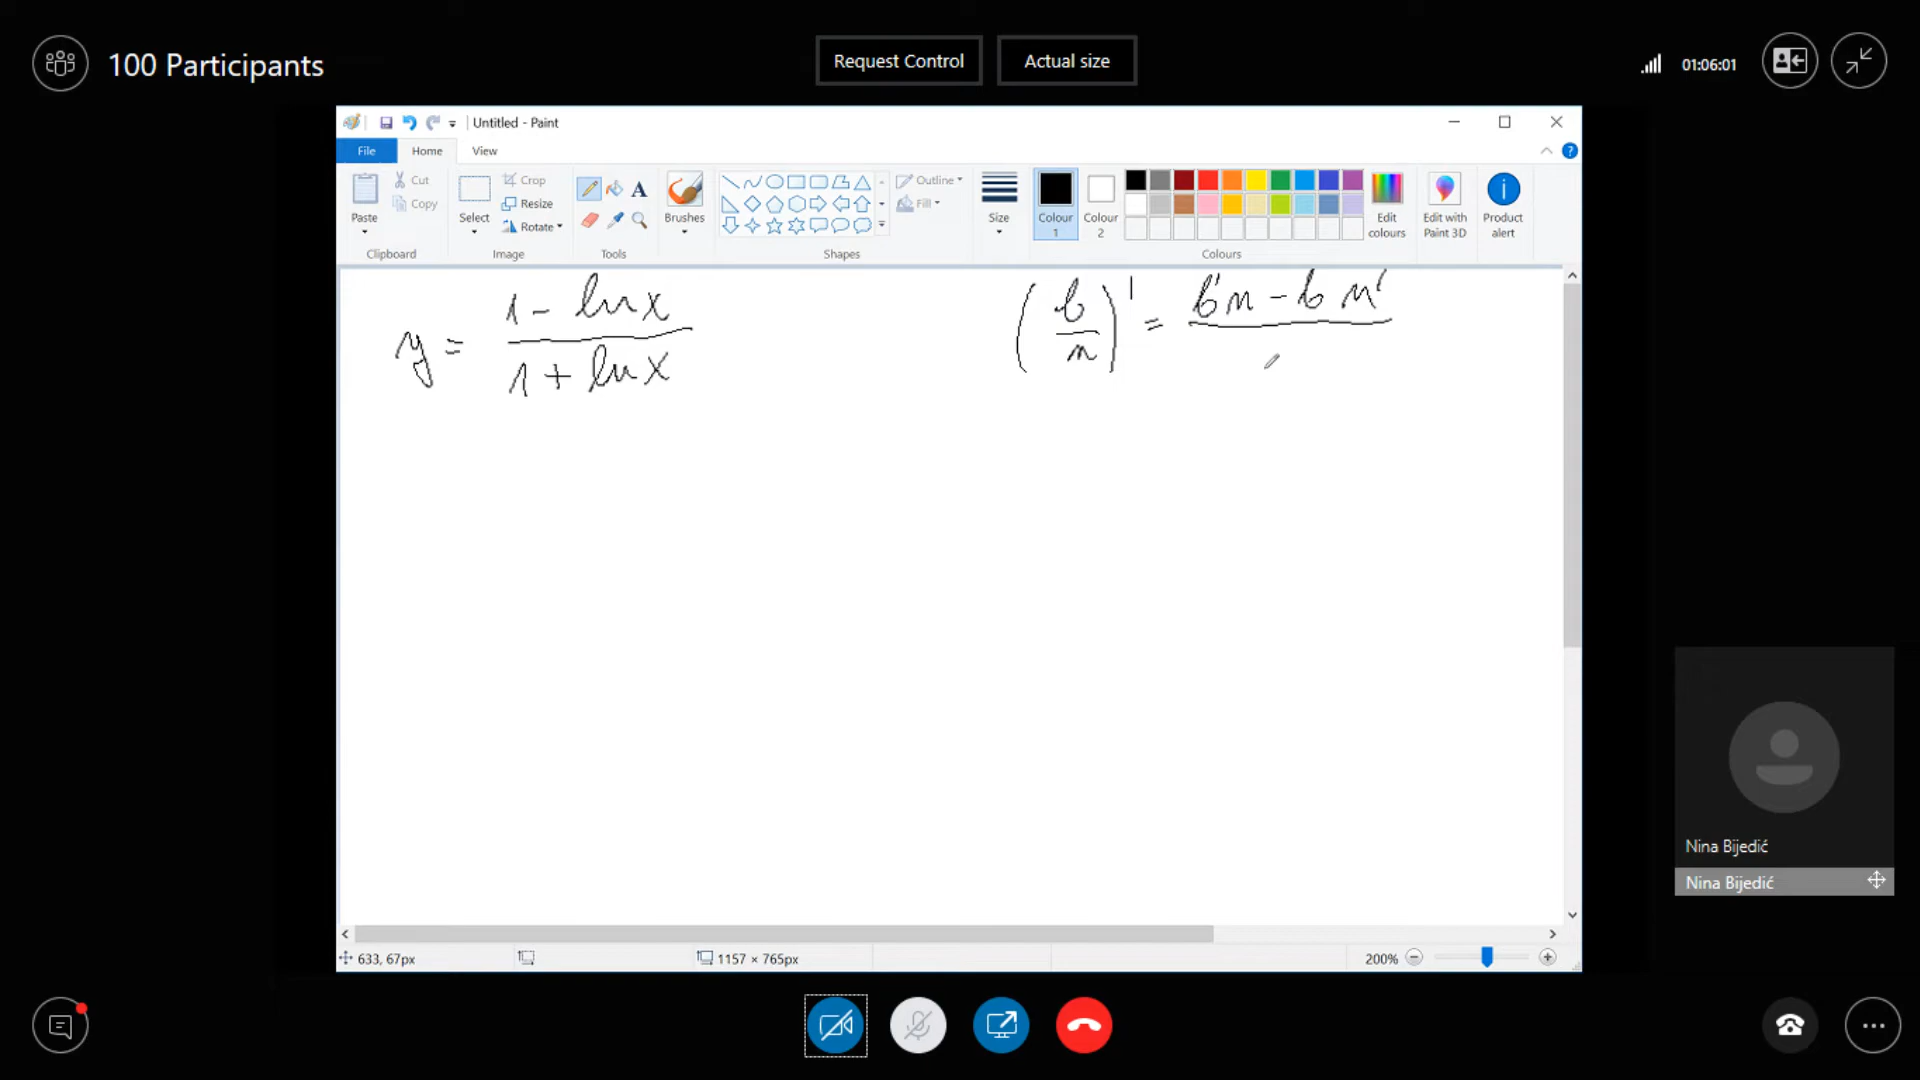 100 Participants
Request Control
Actual size
01:06:01
Untitled - Paint
File
Home
View
Paste
Cut
Copy
Clipboard
Select
Crop
Resize
Rotate
Image
A
Tools
Brushes
Shapes
Outline
Fill
Size
Colour 1
Colour 2
Edit colours
Colours
Edit with Paint 3D
Product alert
y = (1 - ln x) / (1 + ln x)
(b/n)' = b'n - b n'
Nina Bijedić
Nina Bijedić
633, 67px
1157 × 765px
200%